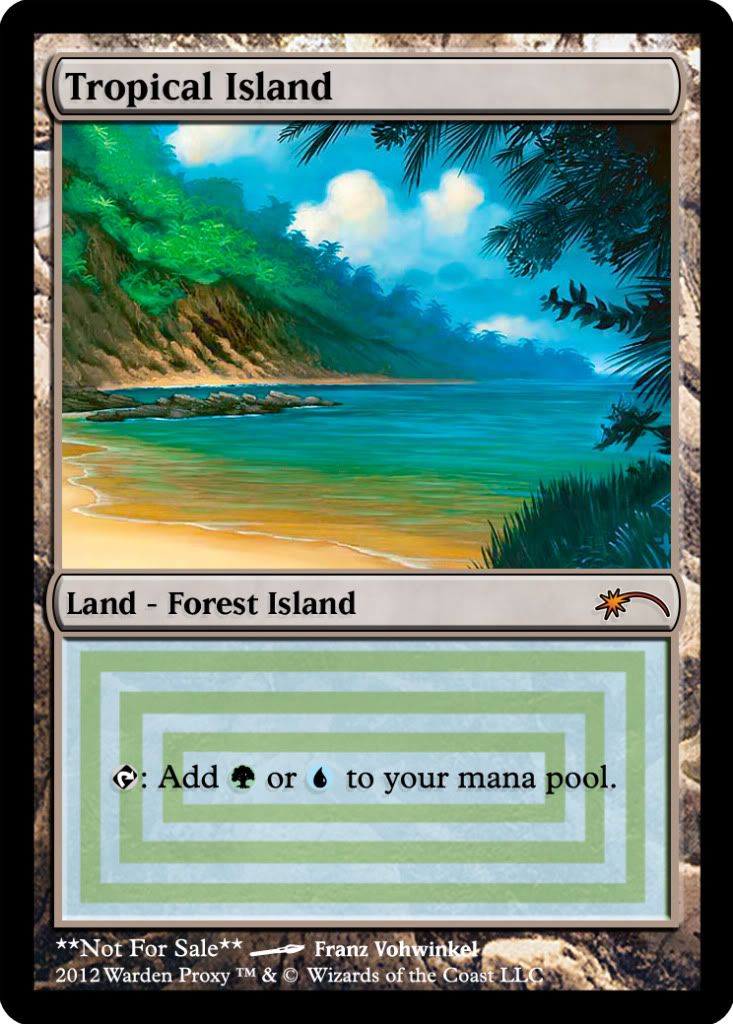 Tropical Island
Land - Forest Island
: Add or to your mana pool.
**Not For Sale** Franz Vohwinkel
2012 Warden Proxy ™ & © Wizards of the Coast LLC